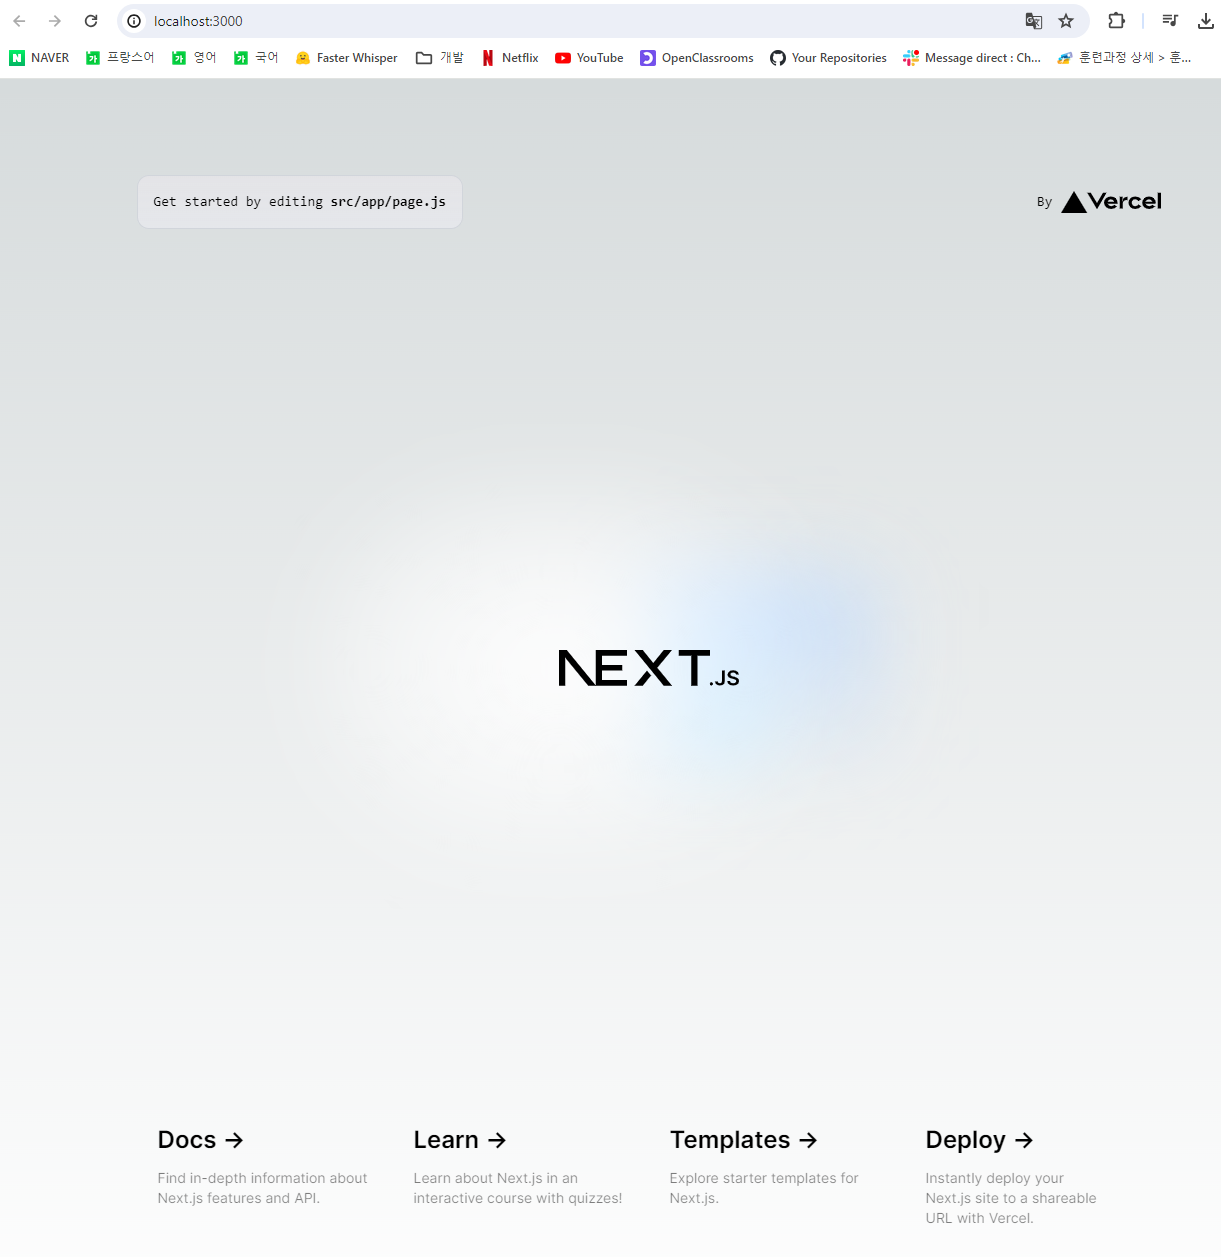 localhost:3000
NAVER 프랑스어 영어 국어 Faster Whisper 개발 Netflix YouTube OpenClassrooms Your Repositories Message direct : Ch... 훈련과정 상세 > 훈...
Get started by editing src/app/page.js
By Vercel
NEXT.JS
Docs ->
Find in-depth information about
Next.js features and API.
Learn ->
Learn about Next.js in an
interactive course with quizzes!
Templates ->
Explore starter templates for
Next.js.
Deploy ->
Instantly deploy your
Next.js site to a shareable
URL with Vercel.